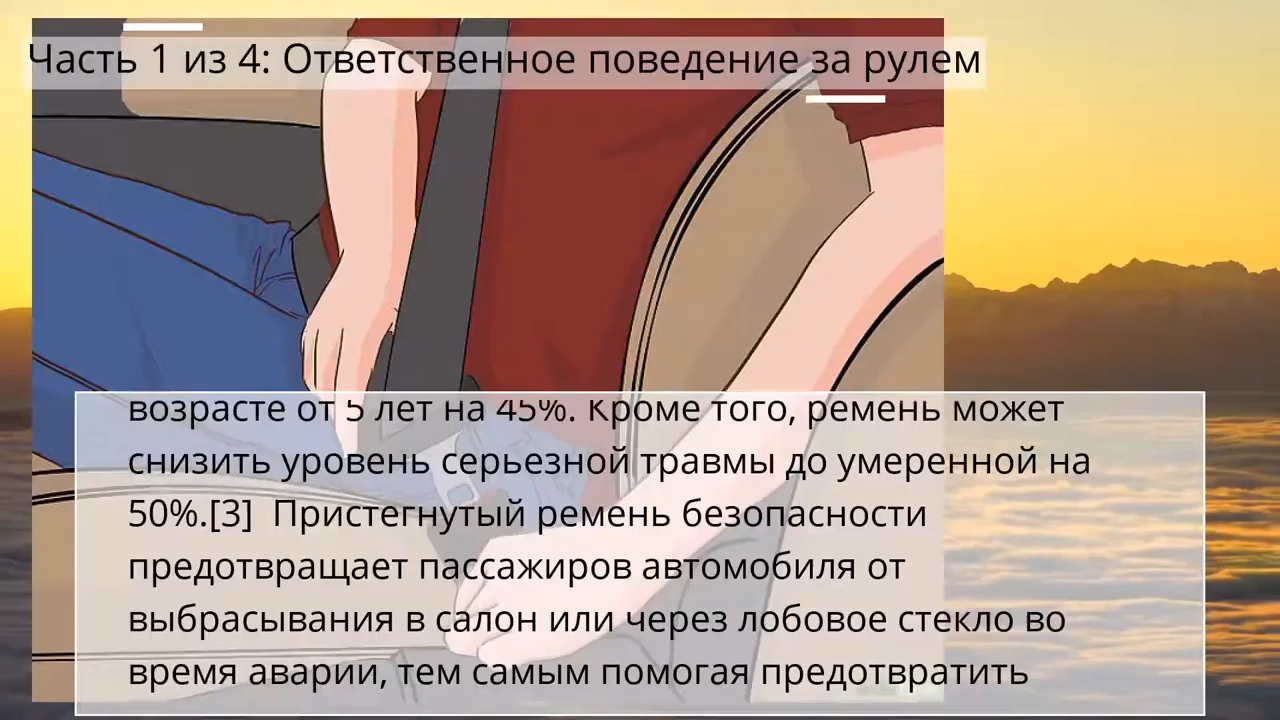 Часть 1 из 4: Ответственное поведение за рулем
возрасте от 5 лет на 45%. Кроме того, ремень может
снизить уровень серьезной травмы до умеренной на
50%.[3]  Пристегнутый ремень безопасности
предотвращает пассажиров автомобиля от
выбрасывания в салон или через лобовое стекло во
время аварии, тем самым помогая предотвратить